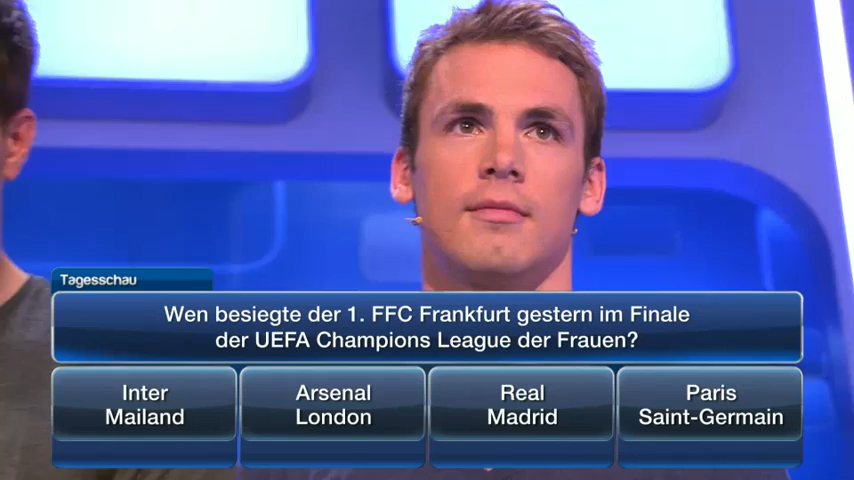 Tagesschau
Wen besiegte der 1. FFC Frankfurt gestern im Finale
der UEFA Champions League der Frauen?
Inter
Mailand
Arsenal
London
Real
Madrid
Paris
Saint-Germain